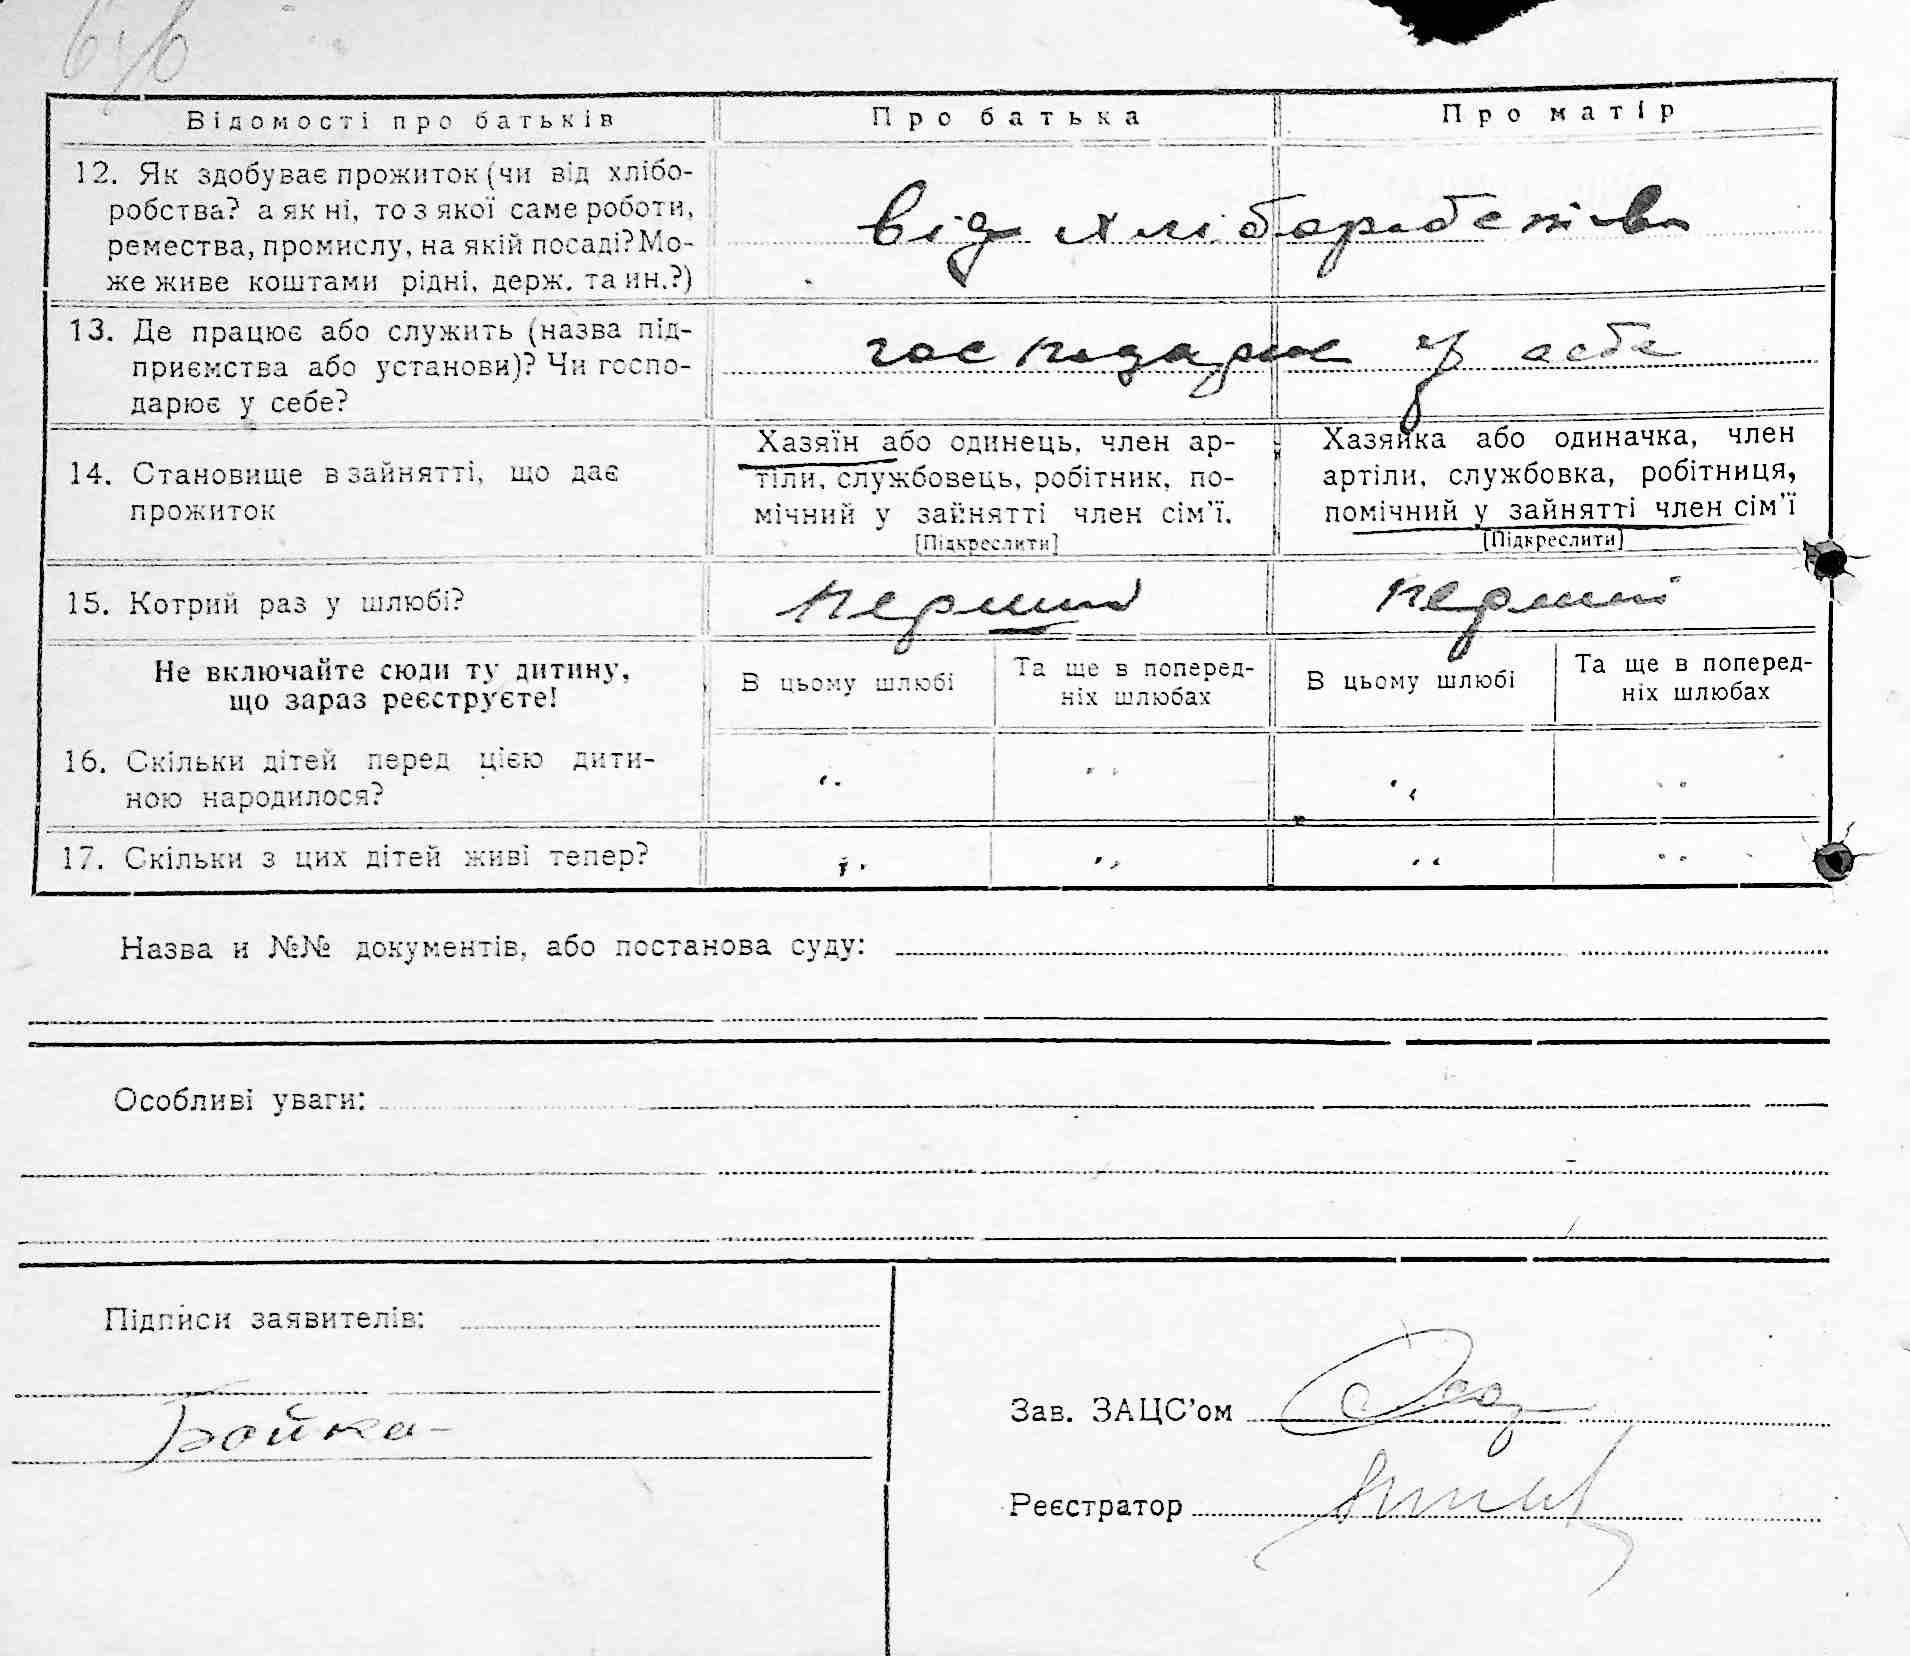 Відомості про батьків Про батька Про матір
12. Як здобуває прожиток (чи від хлібо-
робства? а як ні, то з якої саме роботи,
ремества, промислу, на якій посаді? Мо-
же живе коштами рідні, держ. та ин.?)
від хліборобства
13. Де працює або служить (назва під-
приємства або установи)? Чи госпо-
дарює у себе?
господарює у себе
14. Становище в зайнятті, що дає
прожиток
Хазяїн або одинець, член ар-
тіли, службовець, робітник, по-
мічний у зайнятті член сім'ї.
[Підкреслити]
Хазяйка або одиначка, член
артіли, службовка, робітниця,
помічний у зайнятті член сім'ї
[Підкреслити]
15. Котрий раз у шлюбі? перший перший
Не включайте сюди ту дитину,
що зараз реєструєте!
В цьому шлюбі
Та ще в поперед-
ніх шлюбах
В цьому шлюбі
Та ще в поперед-
ніх шлюбах
16. Скільки дітей перед цією дити-
ною народилося?
17. Скільки з цих дітей живі тепер?
Назва и №№ документів, або постанова суду:
Особливі уваги:
Підписи заявителів:
Бойко
Зав. ЗАЦС'ом
Реєстратор